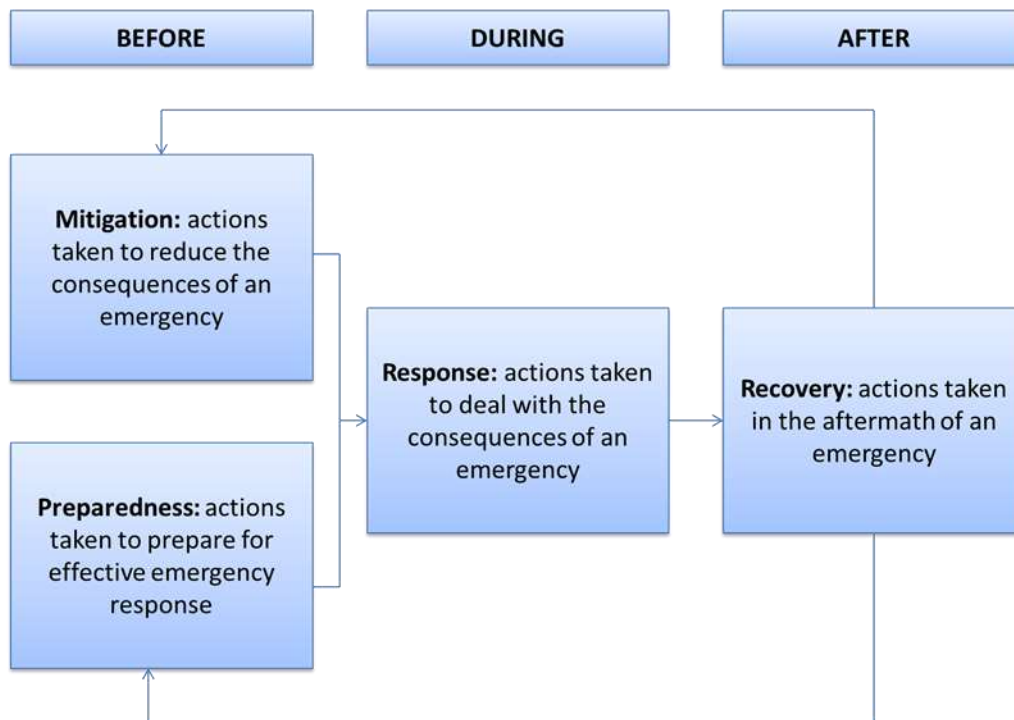 BEFORE
DURING
AFTER
Mitigation: actions
taken to reduce the
consequences of an
emergency
Preparedness: actions
taken to prepare for
effective emergency
response
Response: actions taken
to deal with the
consequences of an
emergency
Recovery: actions taken
in the aftermath of an
emergency